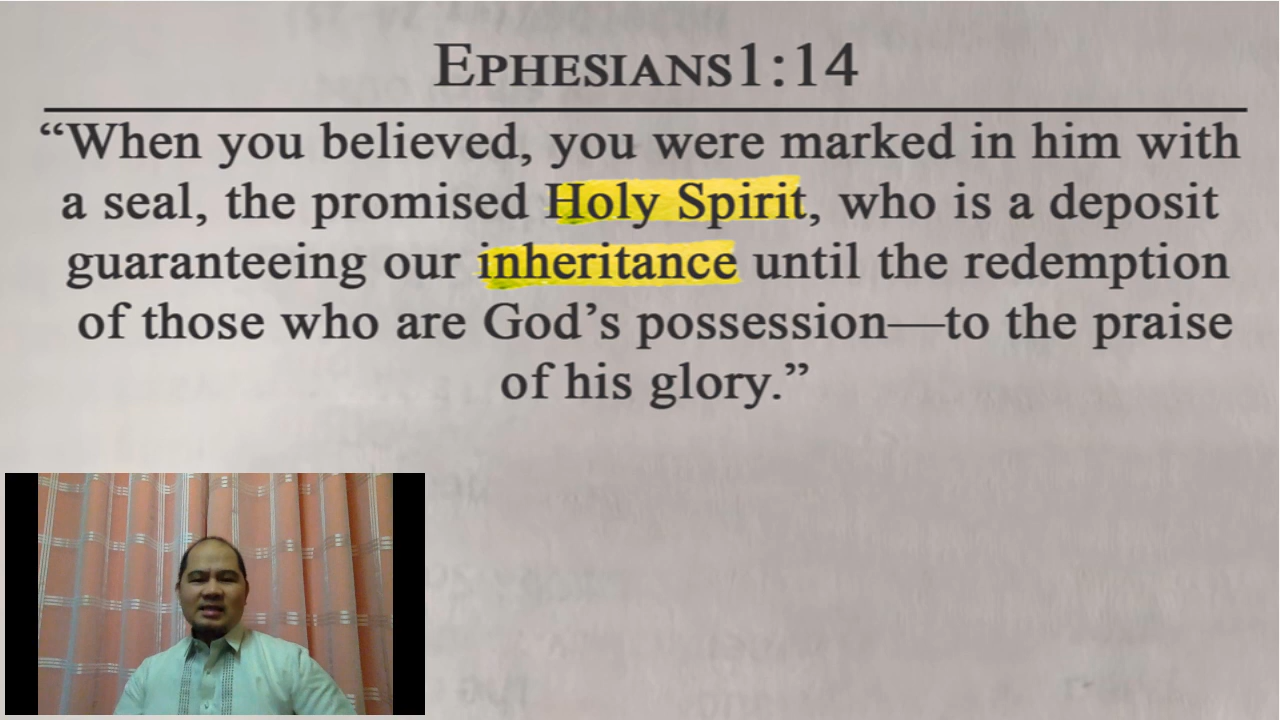 EPHESIANS1:14
“When you believed, you were marked in him with
a seal, the promised Holy Spirit, who is a deposit
guaranteeing our inheritance until the redemption
of those who are God’s possession—to the praise
of his glory.”